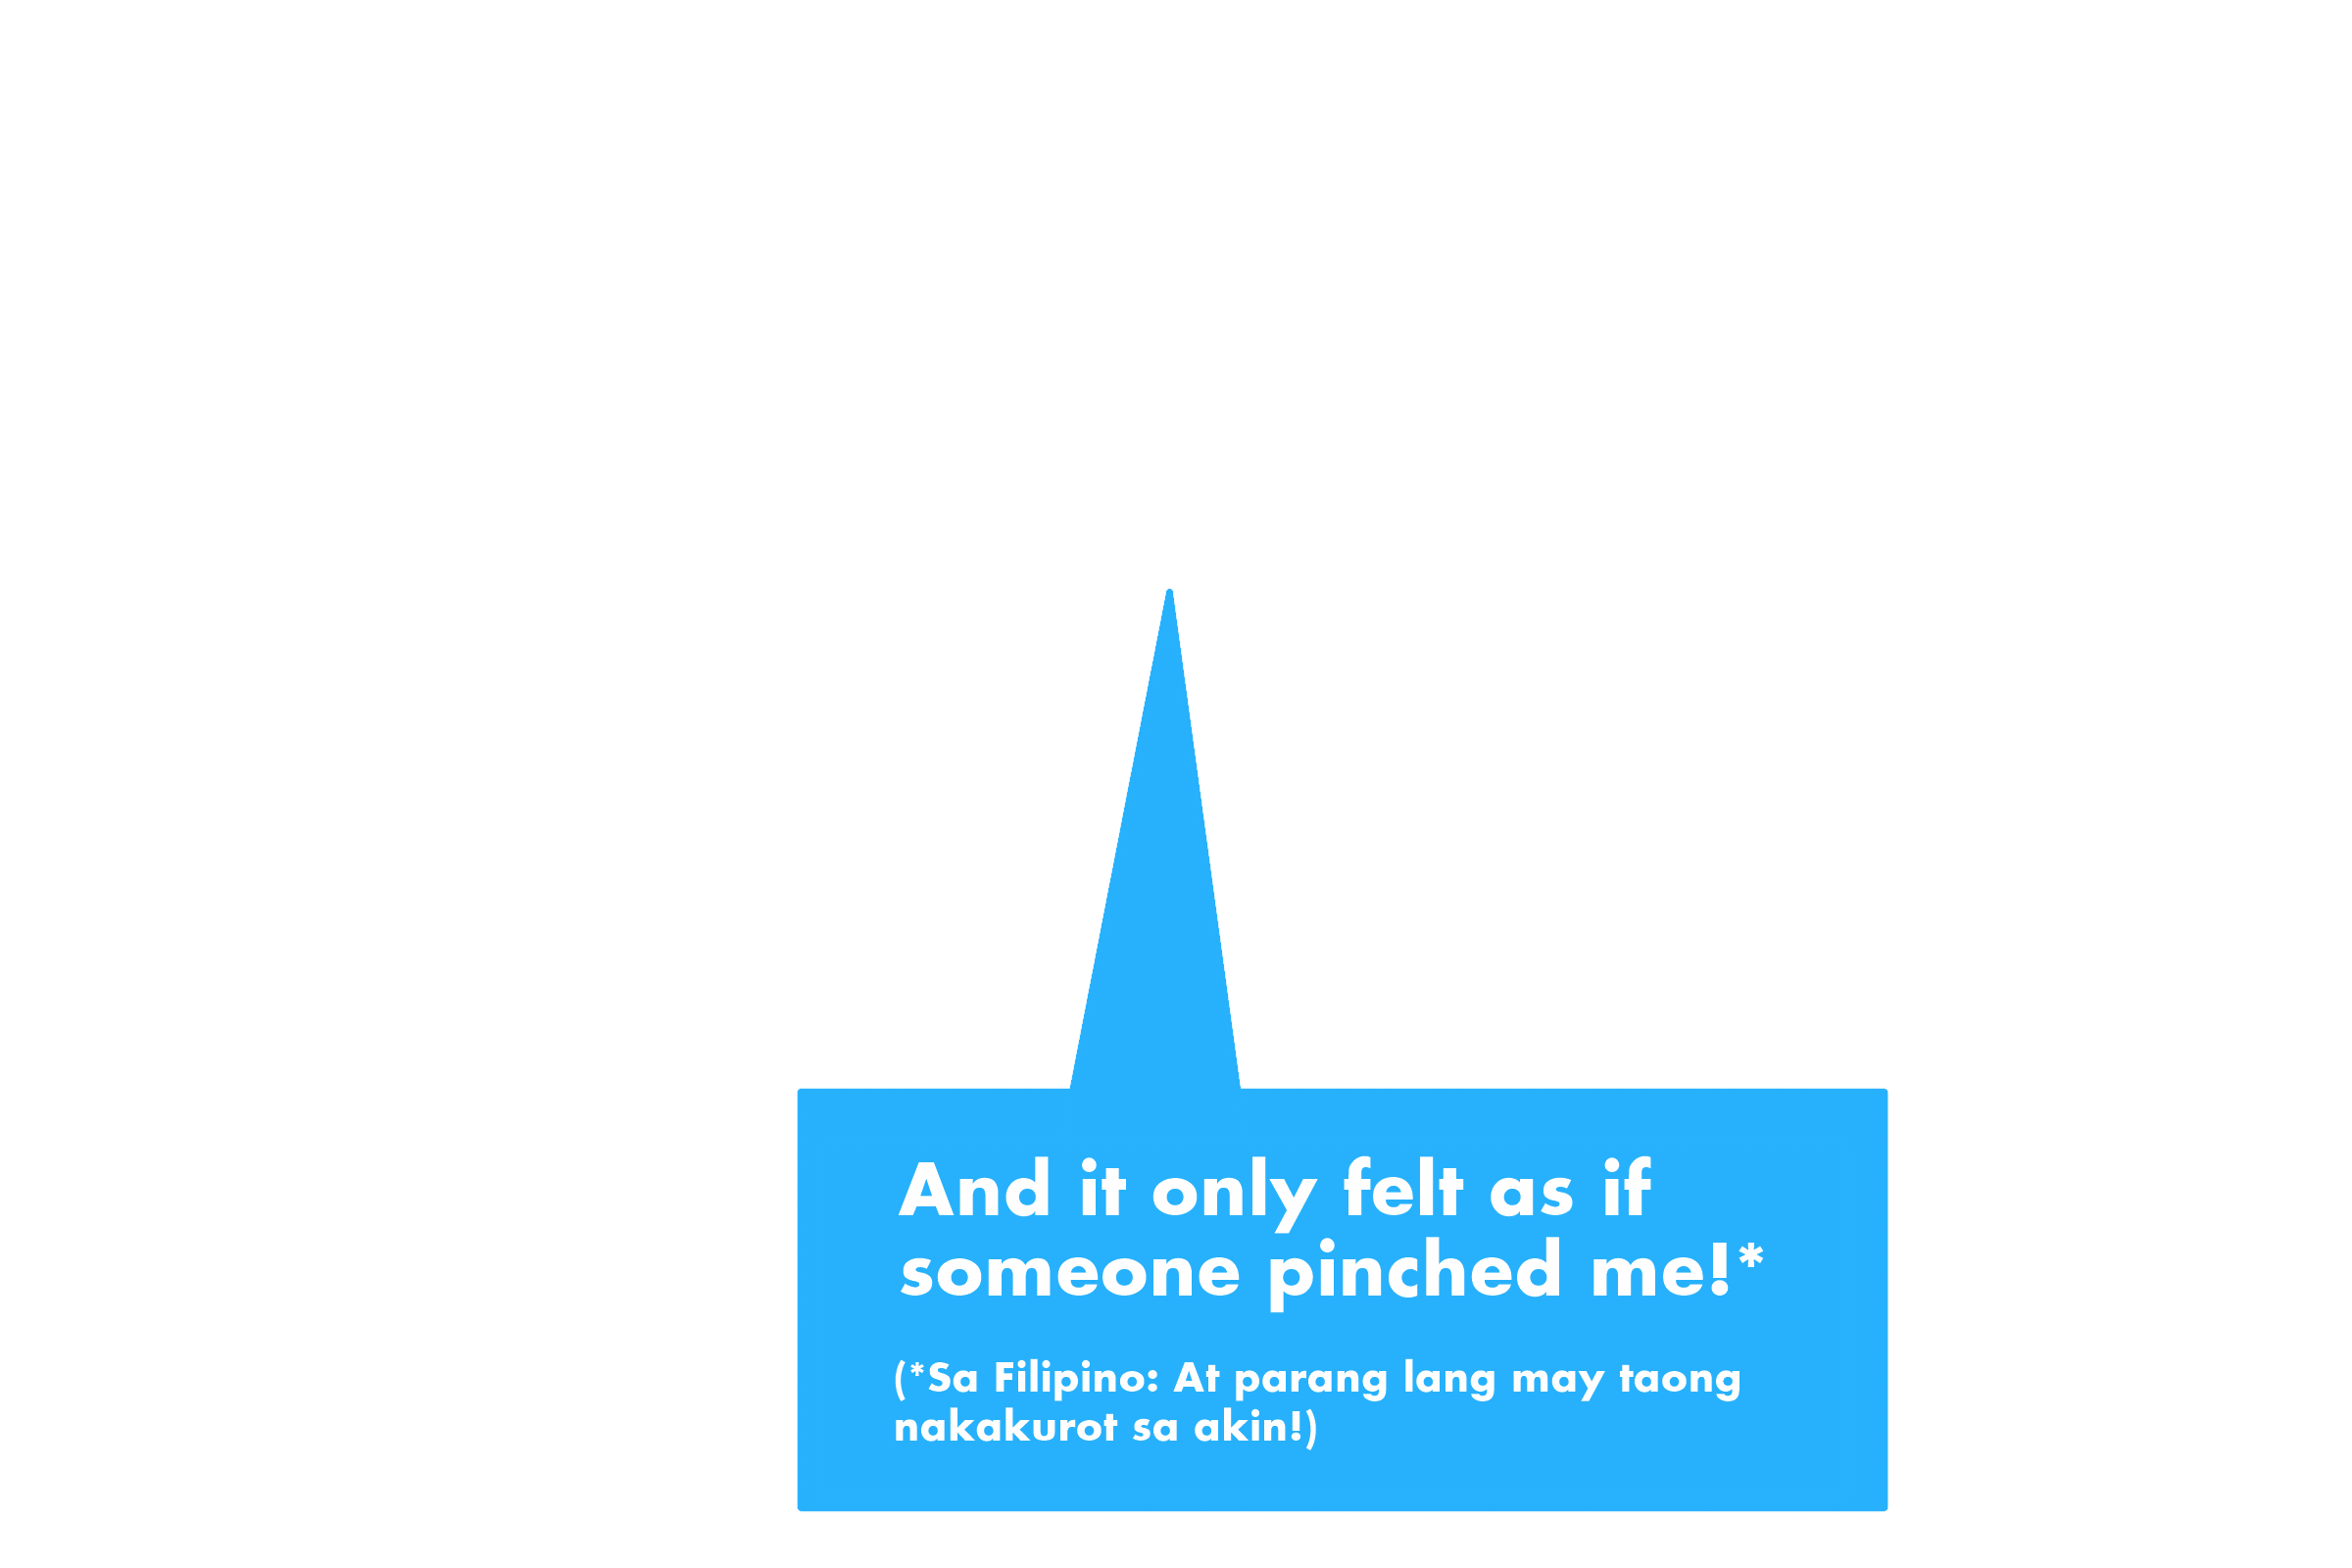 And it only felt as if
someone pinched me!*
(*Sa Filipino: At parang lang may taong
nakakurot sa akin!)